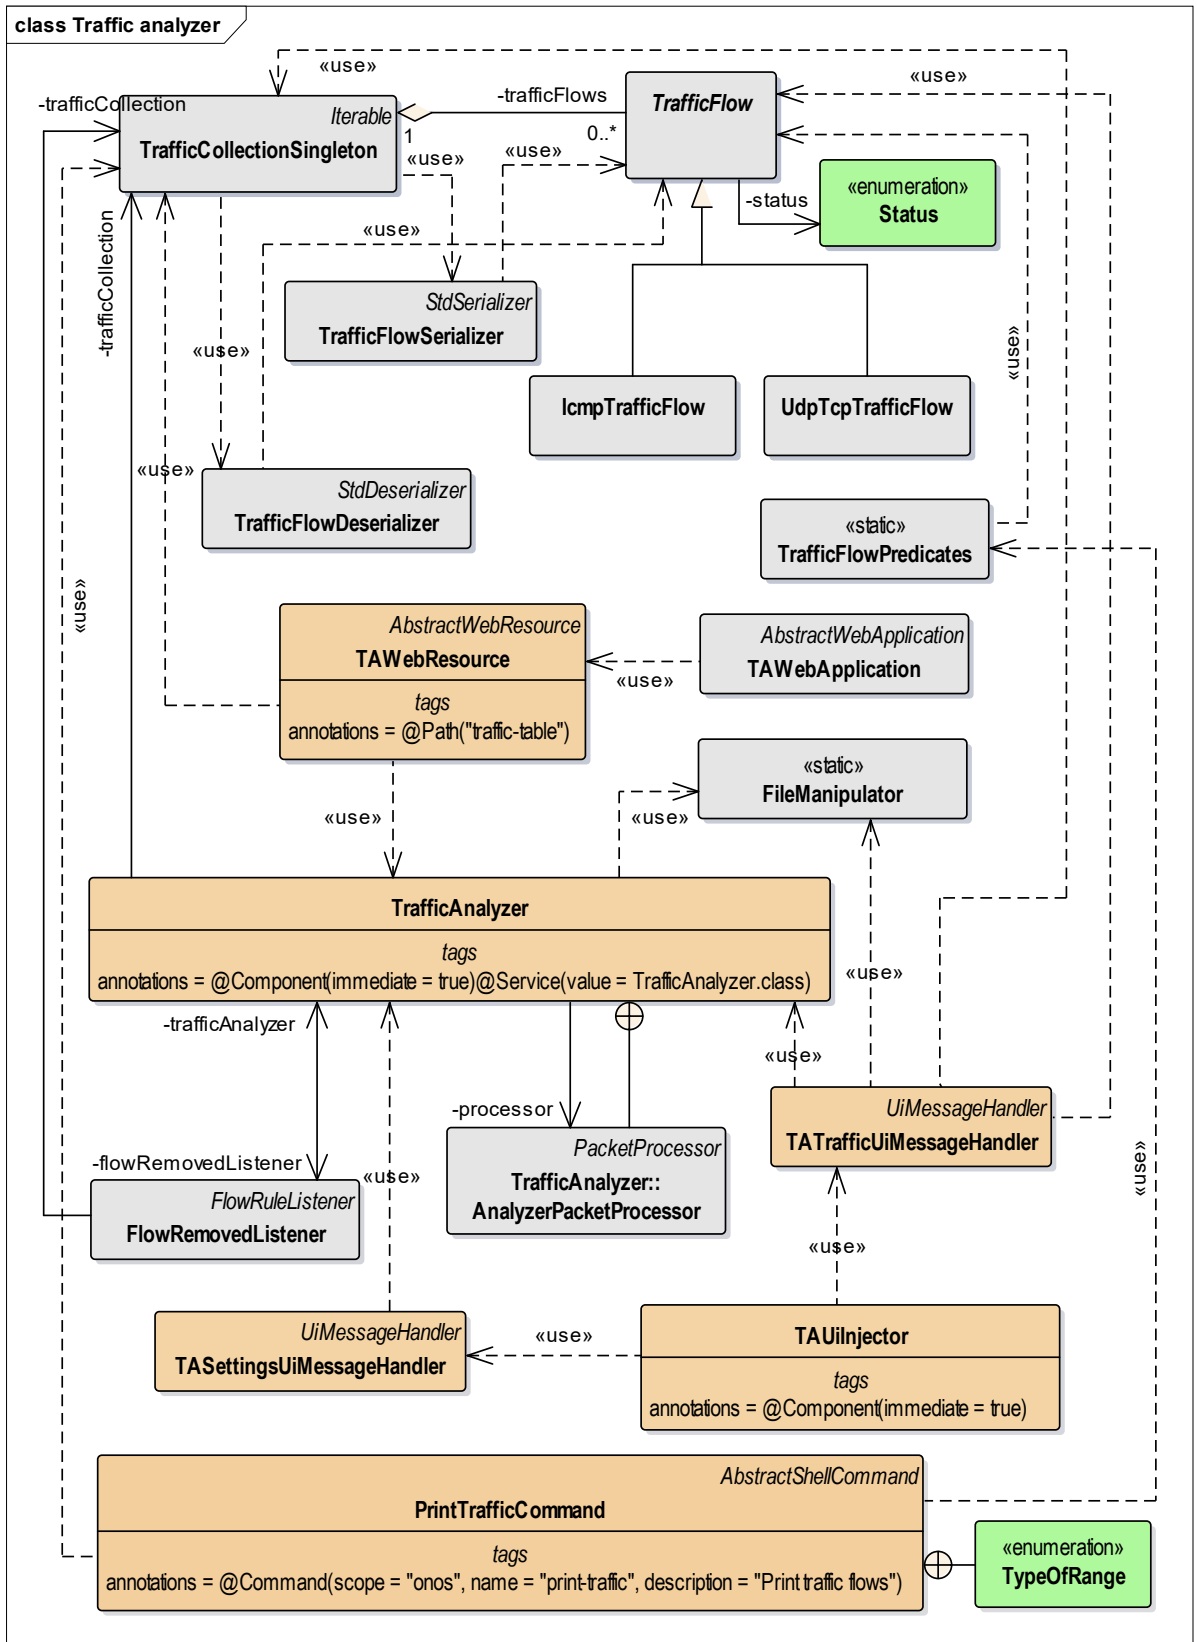 class Traffic analyzer
«use»
«use»
-trafficCollection
-trafficFlows
Iterable
TrafficCollectionSingleton
1
0..*
TrafficFlow
«use»
«use»
-status
«enumeration»
Status
-trafficCollection
«use»
StdSerializer
TrafficFlowSerializer
«use»
«use»
IcmpTrafficFlow
UdpTcpTrafficFlow
«use»
StdDeserializer
TrafficFlowDeserializer
«static»
TrafficFlowPredicates
«use»
AbstractWebResource
TAWebResource
tags
annotations = @Path("traffic-table")
«use»
AbstractWebApplication
TAWebApplication
«static»
FileManipulator
«use»
«use»
TrafficAnalyzer
tags
annotations = @Component(immediate = true)@Service(value = TrafficAnalyzer.class)
«use»
-trafficAnalyzer
«use»
-processor
UiMessageHandler
TATrafficUiMessageHandler
PacketProcessor
TrafficAnalyzer::
AnalyzerPacketProcessor
-flowRemovedListener
«use»
«use»
FlowRuleListener
FlowRemovedListener
«use»
UiMessageHandler
TASettingsUiMessageHandler
«use»
TAUiInjector
tags
annotations = @Component(immediate = true)
AbstractShellCommand
PrintTrafficCommand
tags
annotations = @Command(scope = "onos", name = "print-traffic", description = "Print traffic flows")
«enumeration»
TypeOfRange